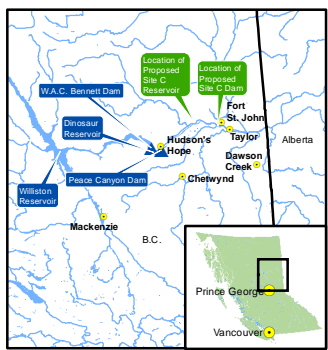 Location of
Proposed
Site C
Reservoir
Location of
Proposed
Site C Dam
W.A.C. Bennett Dam
Fort
St. John
Dinosaur
Reservoir
Taylor
Hudson's
Hope
Alberta
Dawson
Creek
Peace Canyon Dam
Chetwynd
Williston
Reservoir
Mackenzie
B.C.
Prince George
Vancouver